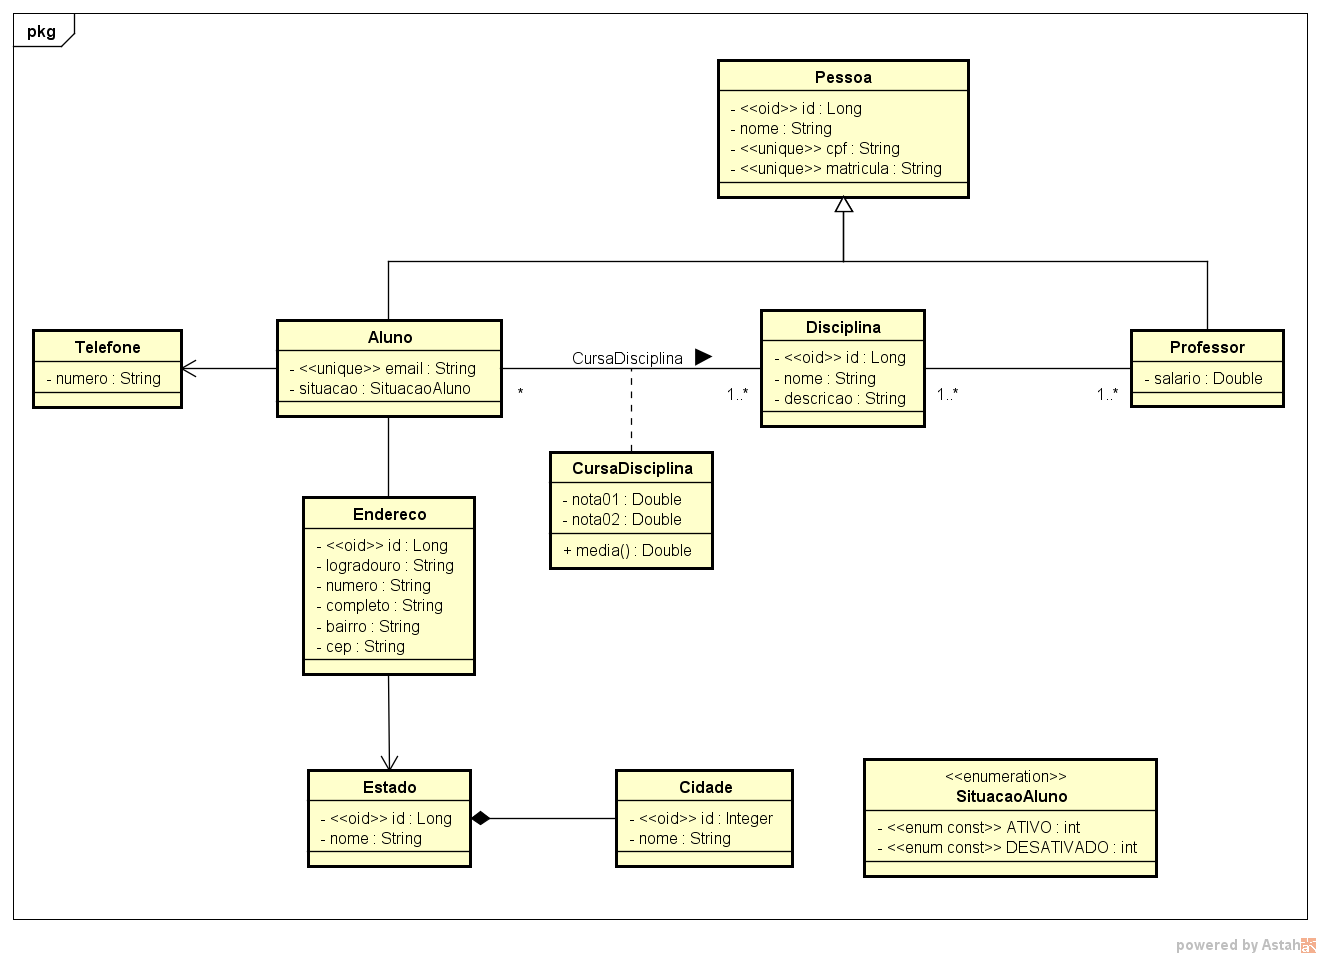 pkg
Pessoa
- <<oid>> id : Long
- nome : String
- <<unique>> cpf : String
- <<unique>> matricula : String
Telefone
- numero : String
Aluno
- <<unique>> email : String
- situacao : SituacaoAluno
CursaDisciplina
*
1..*
Disciplina
- <<oid>> id : Long
- nome : String
- descricao : String
1..*
1..*
Professor
- salario : Double
CursaDisciplina
- nota01 : Double
- nota02 : Double
+ media() : Double
Endereco
- <<oid>> id : Long
- logradouro : String
- numero : String
- completo : String
- bairro : String
- cep : String
Estado
- <<oid>> id : Long
- nome : String
Cidade
- <<oid>> id : Integer
- nome : String
<<enumeration>>
SituacaoAluno
- <<enum const>> ATIVO : int
- <<enum const>> DESATIVADO : int
powered by Astah